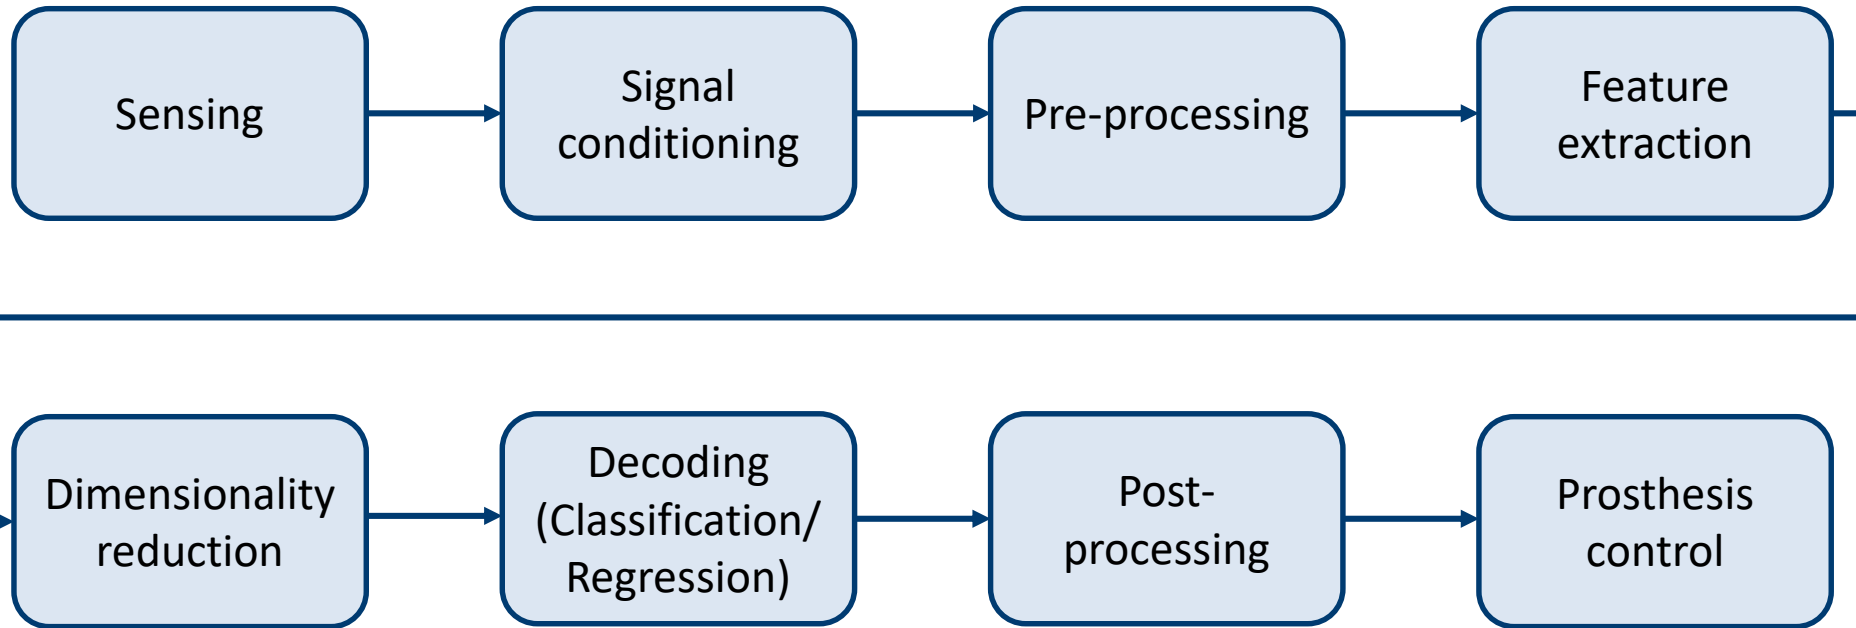 Sensing
Signal
conditioning
Pre-processing
Feature
extraction
Dimensionality
reduction
Decoding
(Classification/
Regression)
Post-
processing
Prosthesis
control